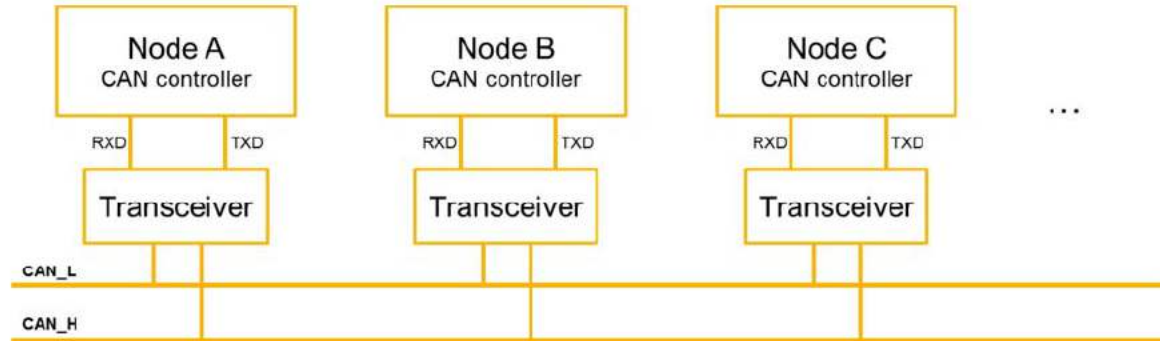 Node A
CAN controller
Node B
CAN controller
Node C
CAN controller
...
RXD
TXD
RXD
TXD
RXD
TXD
Transceiver
Transceiver
Transceiver
CAN_L
CAN_H